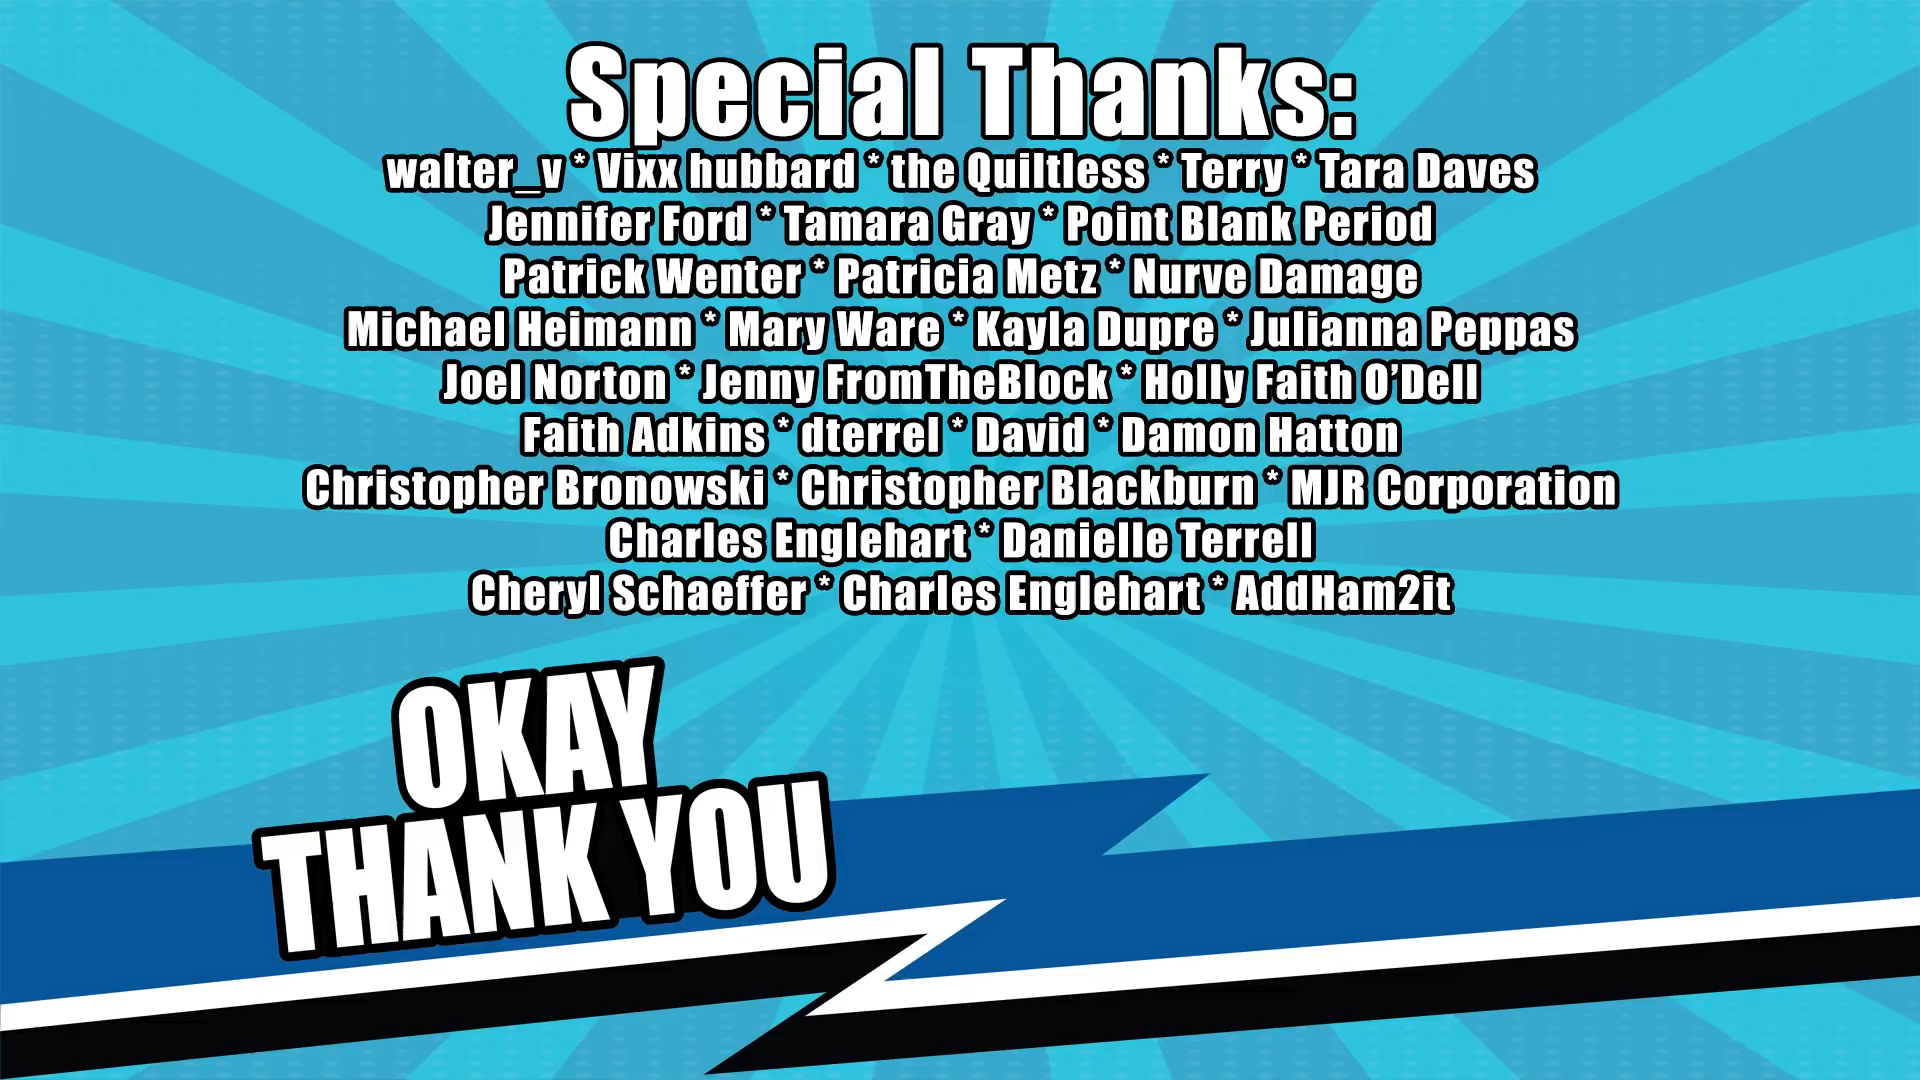 Special Thanks:
walter_v * Vixx hubbard * the Quiltless * Terry * Tara Daves
Jennifer Ford * Tamara Gray * Point Blank Period
Patrick Wenter * Patricia Metz * Nurve Damage
Michael Heimann * Mary Ware * Kayla Dupre * Julianna Peppas
Joel Norton * Jenny FromTheBlock * Holly Faith O’Dell
Faith Adkins * dterrel * David * Damon Hatton
Christopher Bronowski * Christopher Blackburn * MJR Corporation
Charles Englehart * Danielle Terrell
Cheryl Schaeffer * Charles Englehart * AddHam2it
OKAY
THANK YOU